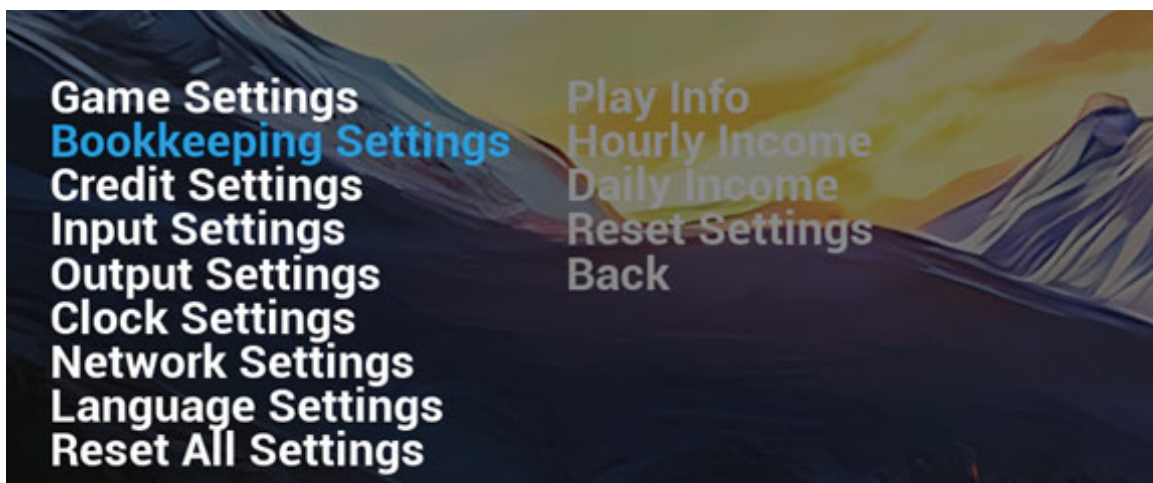 Game Settings
Bookkeeping Settings
Credit Settings
Input Settings
Output Settings
Clock Settings
Network Settings
Language Settings
Reset All Settings
Play Info
Hourly Income
Daily Income
Reset Settings
Back